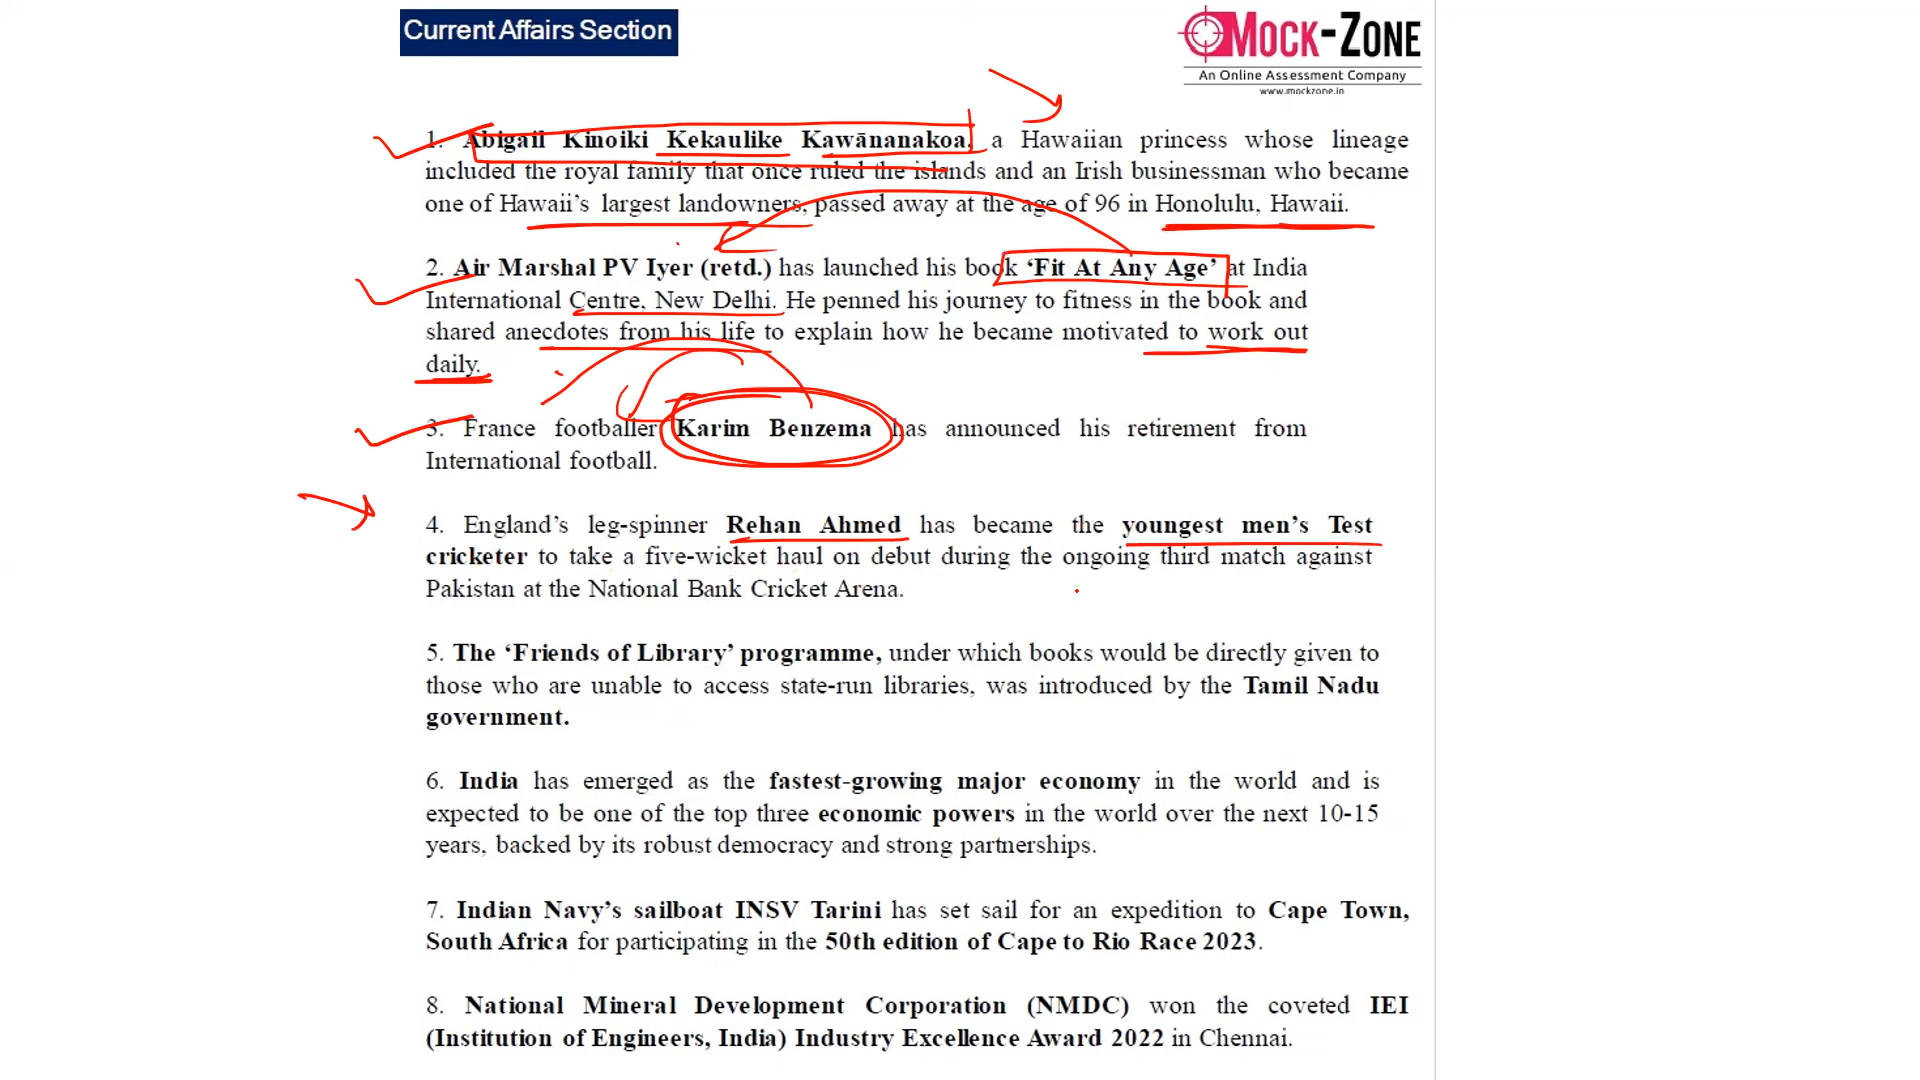 Current Affairs Section
MOCK-ZONE
An Online Assessment Company
www.mockzone.in
1. Abigail Kinoiki Kekaulike Kawānanakoa, a Hawaiian princess whose lineage
included the royal family that once ruled the islands and an Irish businessman who became
one of Hawaii’s largest landowners, passed away at the age of 96 in Honolulu, Hawaii.
2. Air Marshal PV Iyer (retd.) has launched his book ‘Fit At Any Age’ at India
International Centre, New Delhi. He penned his journey to fitness in the book and
shared anecdotes from his life to explain how he became motivated to work out
daily.
3. France footballer Karim Benzema has announced his retirement from
International football.
4. England’s leg-spinner Rehan Ahmed has became the youngest men’s Test
cricketer to take a five-wicket haul on debut during the ongoing third match against
Pakistan at the National Bank Cricket Arena.
5. The ‘Friends of Library’ programme, under which books would be directly given to
those who are unable to access state-run libraries, was introduced by the Tamil Nadu
government.
6. India has emerged as the fastest-growing major economy in the world and is
expected to be one of the top three economic powers in the world over the next 10-15
years, backed by its robust democracy and strong partnerships.
7. Indian Navy’s sailboat INSV Tarini has set sail for an expedition to Cape Town,
South Africa for participating in the 50th edition of Cape to Rio Race 2023.
8. National Mineral Development Corporation (NMDC) won the coveted IEI
(Institution of Engineers, India) Industry Excellence Award 2022 in Chennai.